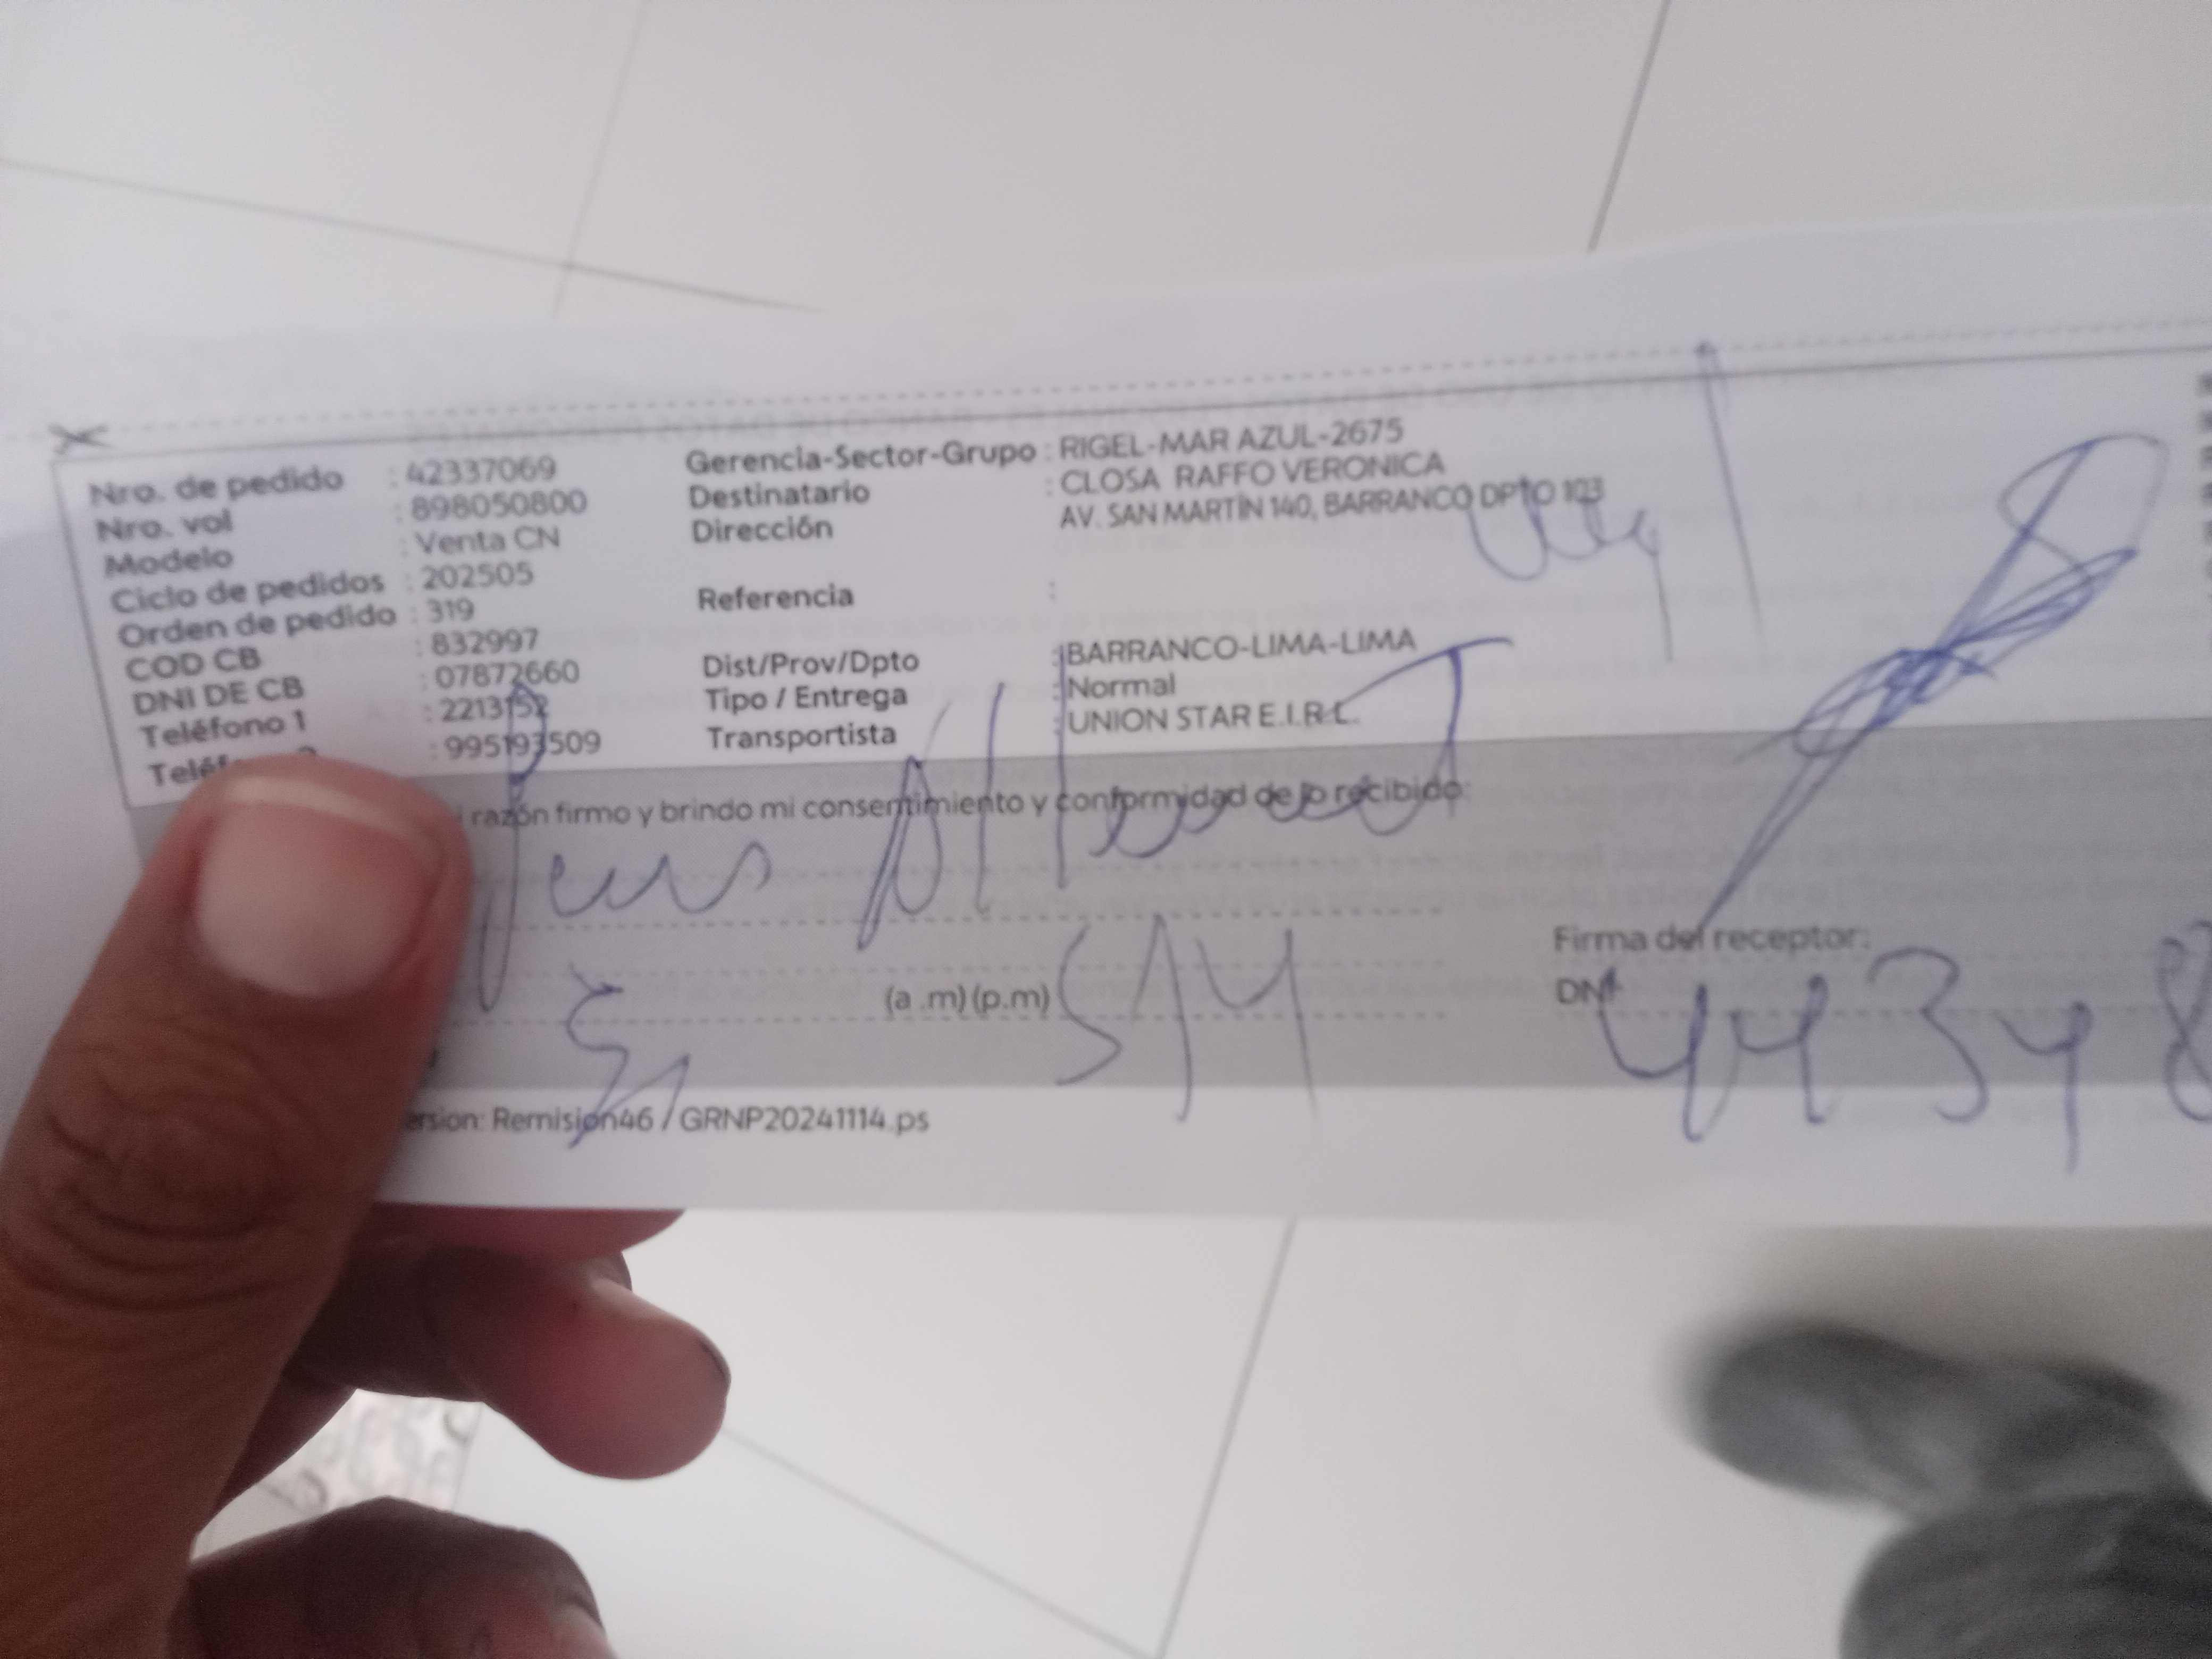 Nro. de pedido : 42337069
Nro. vol : 898050800
Modelo : Venta CN
Ciclo de pedidos : 202505
Orden de pedido : 319
COD CB : 832997
DNI DE CB : 07872660
Teléfono 1 : 2213152
Teléf : 995193509
Gerencia-Sector-Grupo : RIGEL-MAR AZUL-2675
Destinatario : CLOSA RAFFO VERONICA
Dirección : AV. SAN MARTÍN 140, BARRANCO DPTO 103
Referencia :
Dist/Prov/Dpto : BARRANCO-LIMA-LIMA
Tipo / Entrega : Normal
Transportista : UNION STAR E.I.R.L.
razón firmo y brindo mi consentimiento y conformidad de lo recibido:
(a .m) (p.m)
Firma del receptor:
DNI 44348
ersion: Remision46 / GRNP20241114.ps